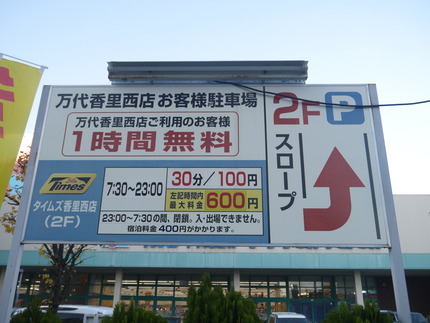 万代香里西店お客様駐車場
万代香里西店ご利用のお客様
1時間無料
Times
タイムズ香里西店
(2F)
7:30~23:00
30分/100円
左記時間内
最大料金
600円
23:00~7:30の間、閉鎖。入・出場できません。
宿泊料金400円がかかります。
2F P
スロープ